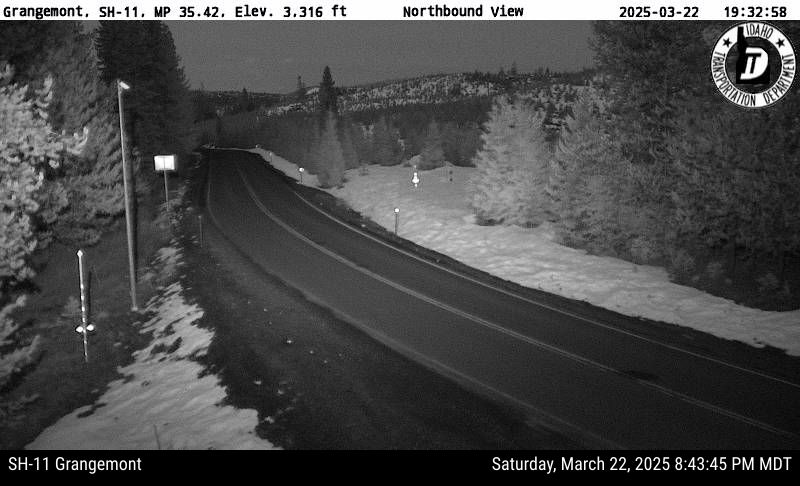 Grangemont, SH-11, MP 35.42, Elev. 3,316 ft Northbound View 2025-03-22 19:32:58
IDAHO
TRANSPORTATION DEPARTMENT
SH-11 Grangemont Saturday, March 22, 2025 8:43:45 PM MDT